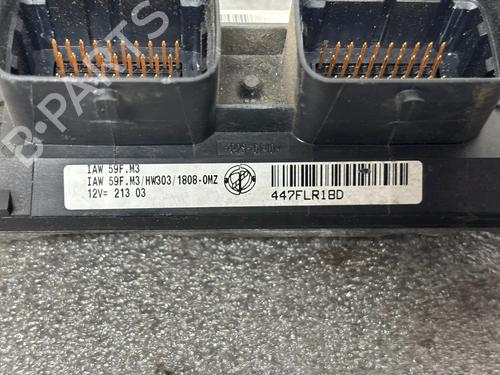 B-PARTS
IAW 59F.M3
IAW 59F.M3/HW303/1808-0MZ
12V= 213 03
447FLR18D